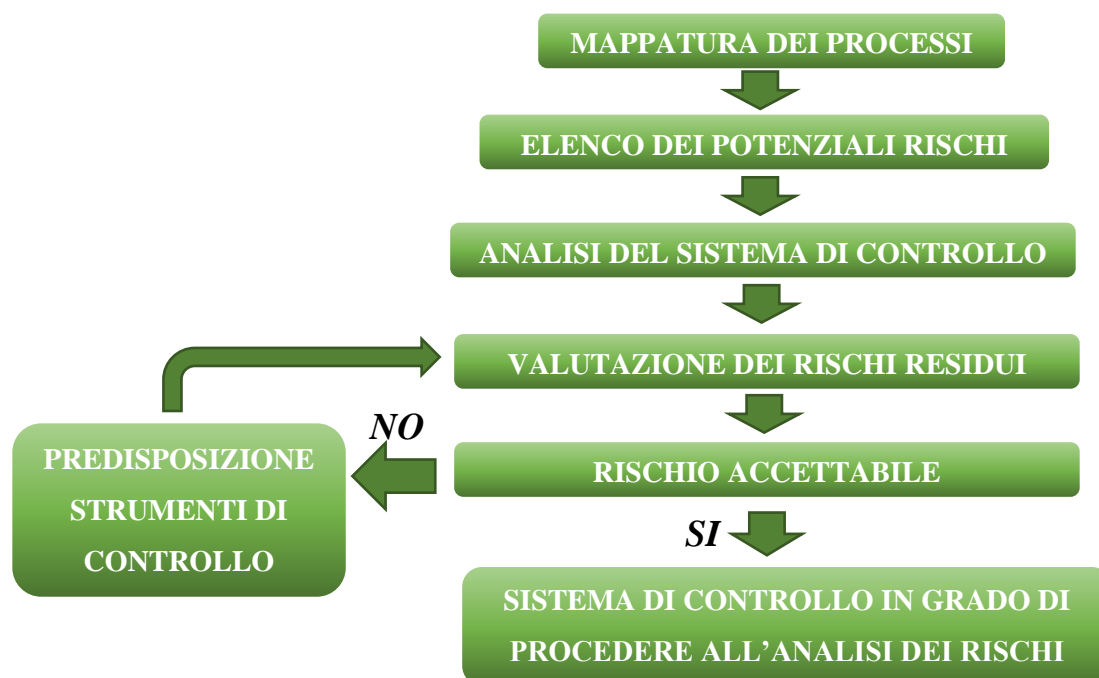 MAPPATURA DEI PROCESSI
ELENCO DEI POTENZIALI RISCHI
ANALISI DEL SISTEMA DI CONTROLLO
VALUTAZIONE DEI RISCHI RESIDUI
NO
PREDISPOSIZIONE
STRUMENTI DI
CONTROLLO
RISCHIO ACCETTABILE
SI
SISTEMA DI CONTROLLO IN GRADO DI
PROCEDERE ALL’ANALISI DEI RISCHI